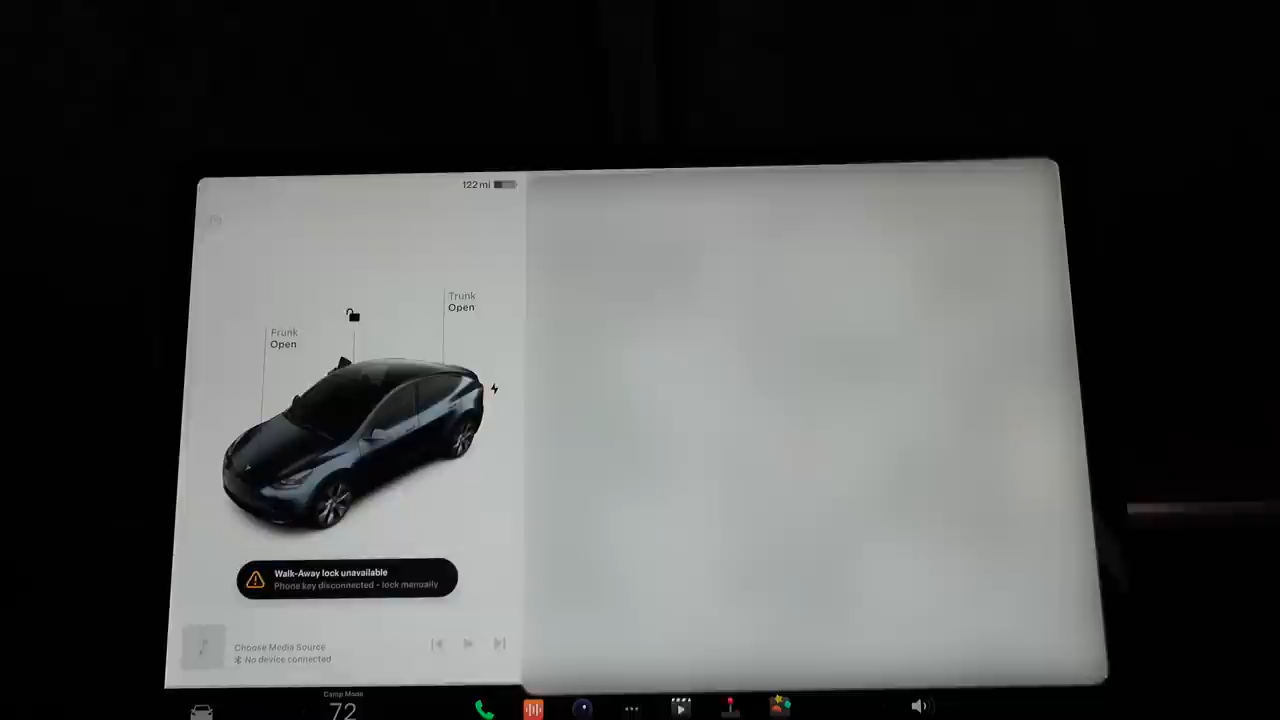 122 mi
Trunk
Open
Frunk
Open
Walk-Away lock unavailable
Phone key disconnected - lock manually
Choose Media Source
No device connected
Camp Mode
72